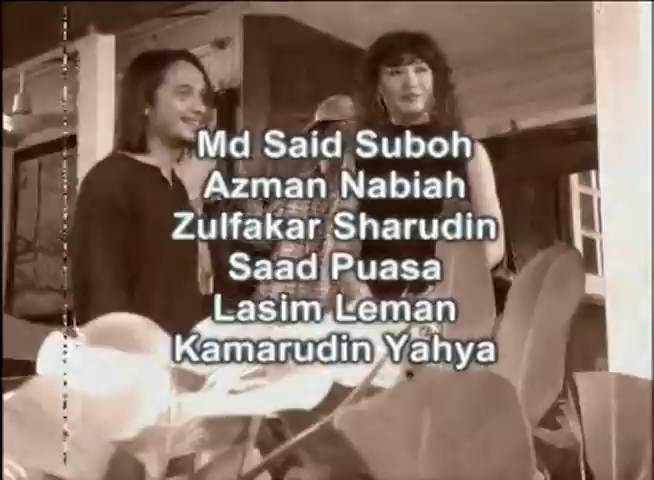 Md Said Suboh
Azman Nabiah
Zulfakar Sharudin
Saad Puasa
Lasim Leman
Kamarudin Yahya